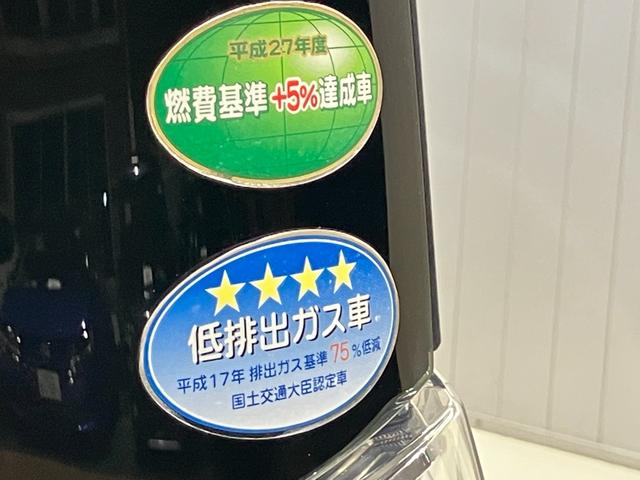 平成27年度
燃費基準+5%達成車
低排出ガス車
平成17年 排出ガス基準75%低減
国土交通大臣認定車